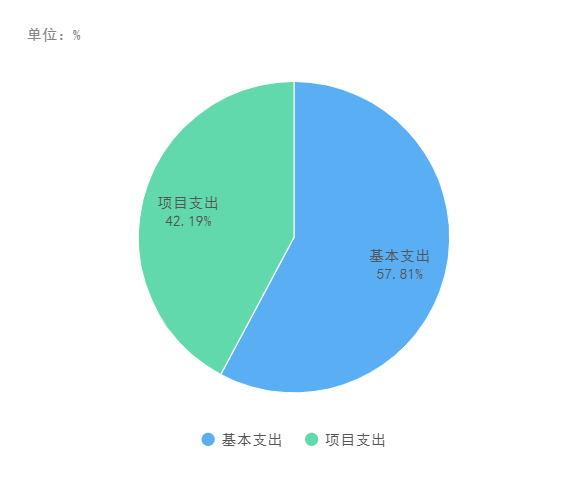 单位: %
项目支出
42.19%
基本支出
57.81%
基本支出 项目支出